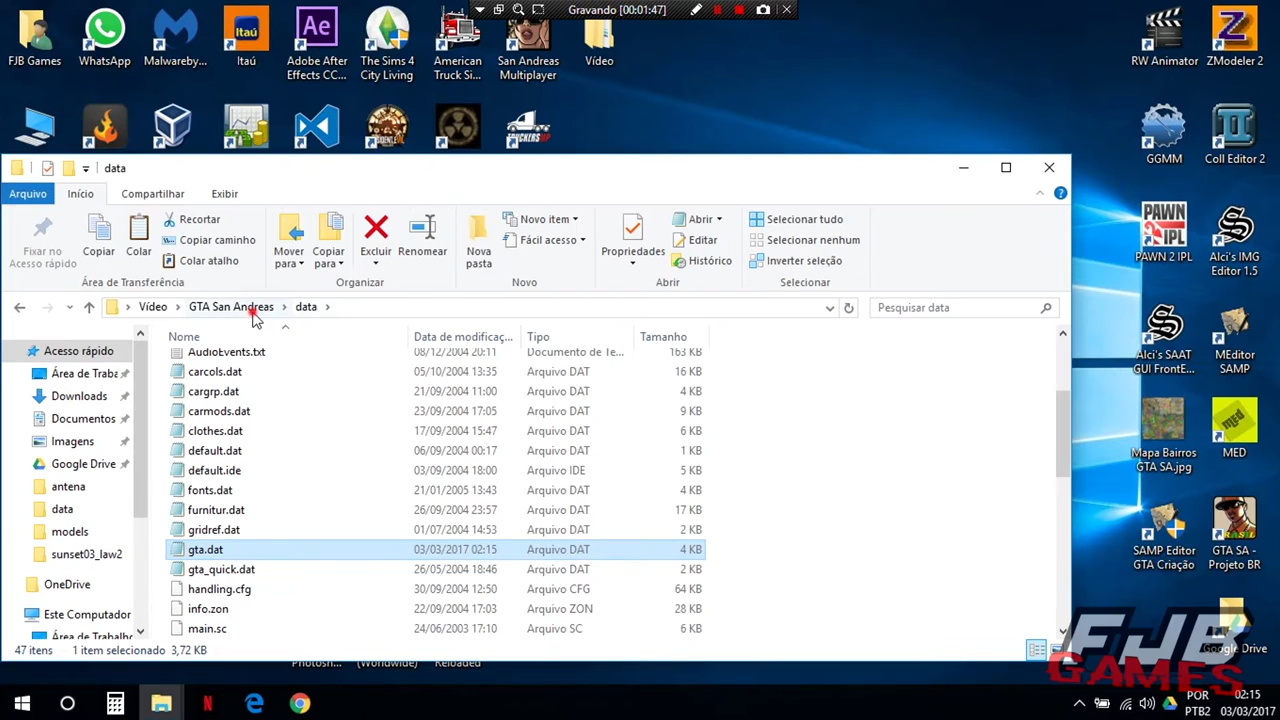 Gravando [00:01:47]
FJB Games
WhatsApp
Malwareby...
Itaú
Adobe After
Effects CC...
The Sims 4
City Living
American
Truck Si...
San Andreas
Multiplayer
Vídeo
RW Animator
ZModeler 2
data
Arquivo
Início
Compartilhar
Exibir
Fixar no
Acesso rápido
Copiar
Colar
Recortar
Copiar caminho
Colar atalho
Área de Transferência
Mover
para
Copiar
para
Excluir
Renomear
Organizar
Nova
pasta
Novo item
Fácil acesso
Novo
Propriedades
Abrir
Editar
Histórico
Abrir
Selecionar tudo
Selecionar nenhum
Inverter seleção
Selecionar
Vídeo > GTA San Andreas > data >
Pesquisar data
Nome Data de modificaç... Tipo Tamanho
AudioEvents.txt 08/12/2004 20:11 Documento de Te... 163 KB
carcols.dat 05/10/2004 13:35 Arquivo DAT 16 KB
cargrp.dat 21/09/2004 11:00 Arquivo DAT 4 KB
carmods.dat 23/09/2004 17:05 Arquivo DAT 9 KB
clothes.dat 17/09/2004 15:47 Arquivo DAT 6 KB
default.dat 06/09/2004 00:17 Arquivo DAT 1 KB
default.ide 03/09/2004 18:00 Arquivo IDE 5 KB
fonts.dat 21/01/2005 13:43 Arquivo DAT 4 KB
furnitur.dat 26/09/2004 23:57 Arquivo DAT 17 KB
gridref.dat 01/07/2004 14:53 Arquivo DAT 2 KB
gta.dat 03/03/2017 02:15 Arquivo DAT 4 KB
gta_quick.dat 26/05/2004 18:46 Arquivo DAT 2 KB
handling.cfg 30/09/2004 12:50 Arquivo CFG 64 KB
info.zon 22/09/2004 17:03 Arquivo ZON 28 KB
main.sc 24/06/2003 17:10 Arquivo SC 6 KB
Acesso rápido
Área de Traba
Downloads
Documentos
Imagens
Google Drive
antena
data
models
sunset03_law2
OneDrive
Este Computador
Área de Trabalho
47 itens
1 item selecionado 3,72 KB
GGMM
Coll Editor 2
PAWN
IPL
PAWN 2 IPL
Alci's IMG
Editor 1.5
Alci's SAAT
GUI FrontE...
MEditor
SAMP
Mapa Bairros
GTA SA.jpg
MED
MED
SAMP Editor
GTA Criação
GTA SA -
Projeto BR
Google Drive
Photosh...
(Worldwide)
Reloaded
FJB
GAMES
POR
PTB2
02:15
03/03/2017